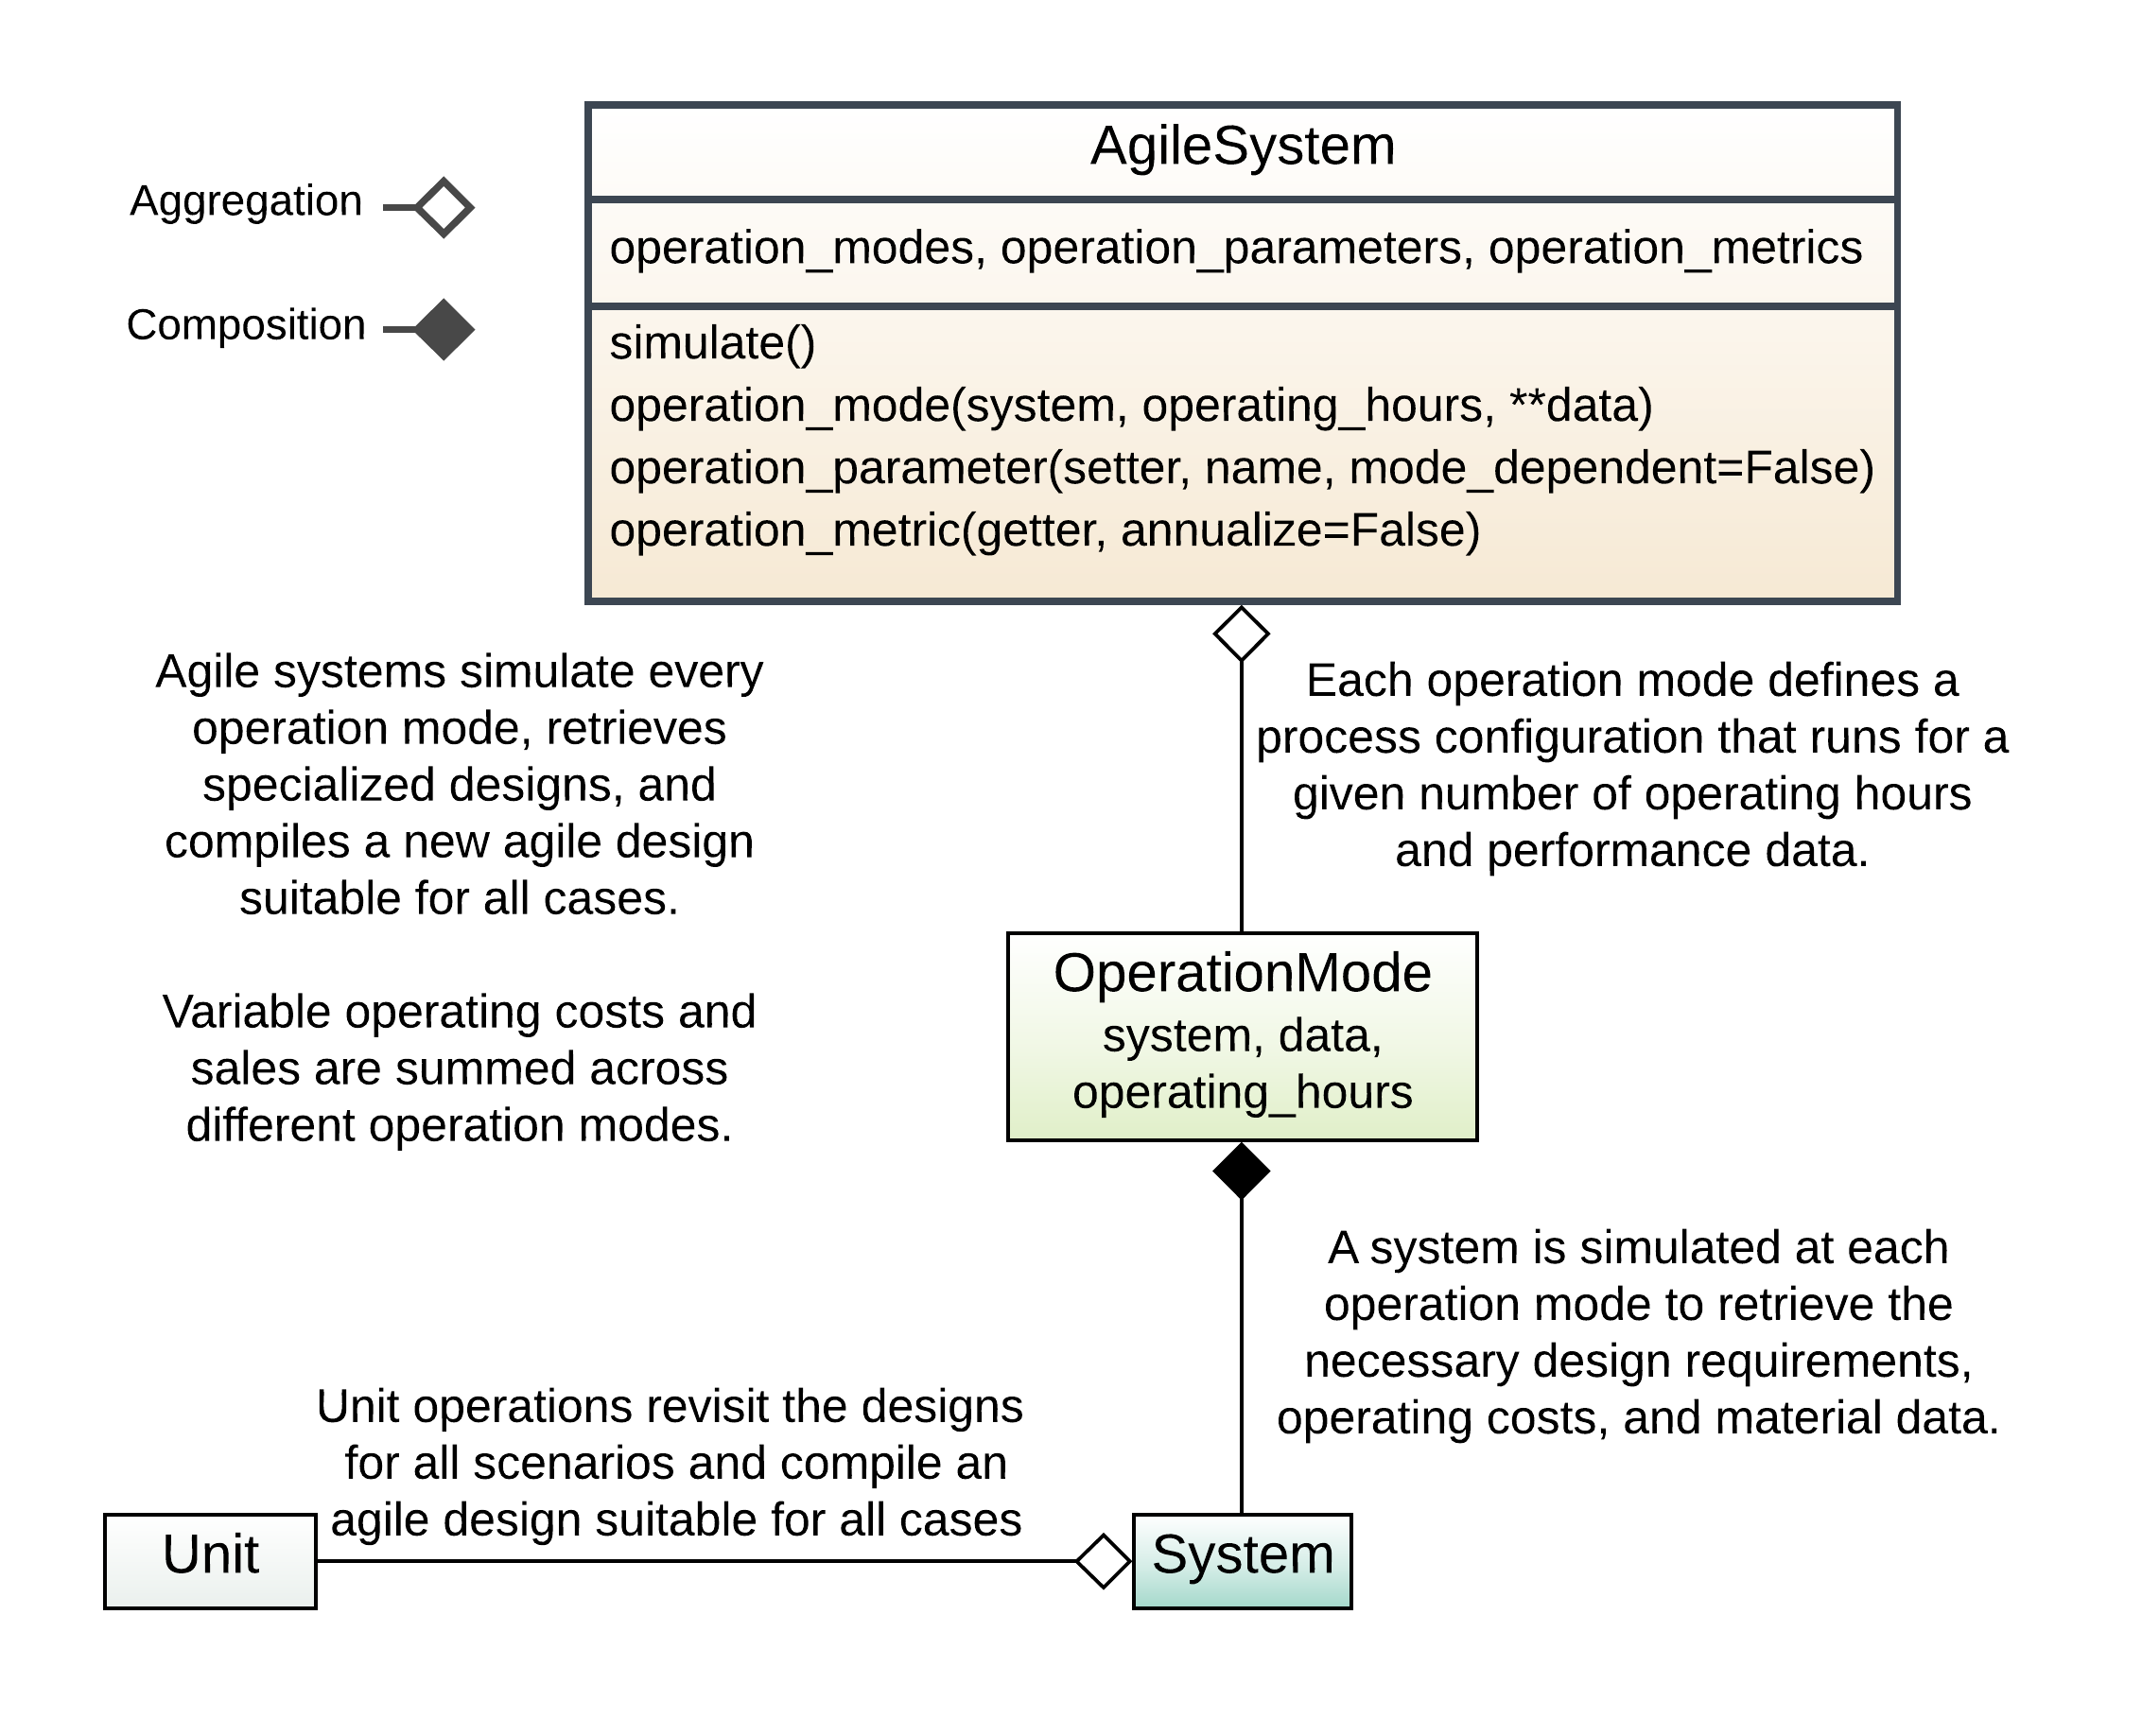 AgileSystem
operation_modes, operation_parameters, operation_metrics
simulate()
operation_mode(system, operating_hours, **data)
operation_parameter(setter, name, mode_dependent=False)
operation_metric(getter, annualize=False)
Aggregation
Composition
Agile systems simulate every
operation mode, retrieves
specialized designs, and
compiles a new agile design
suitable for all cases.
Variable operating costs and
sales are summed across
different operation modes.
Each operation mode defines a
process configuration that runs for a
given number of operating hours
and performance data.
OperationMode
system, data,
operating_hours
A system is simulated at each
operation mode to retrieve the
necessary design requirements,
operating costs, and material data.
Unit operations revisit the designs
for all scenarios and compile an
agile design suitable for all cases
Unit
System